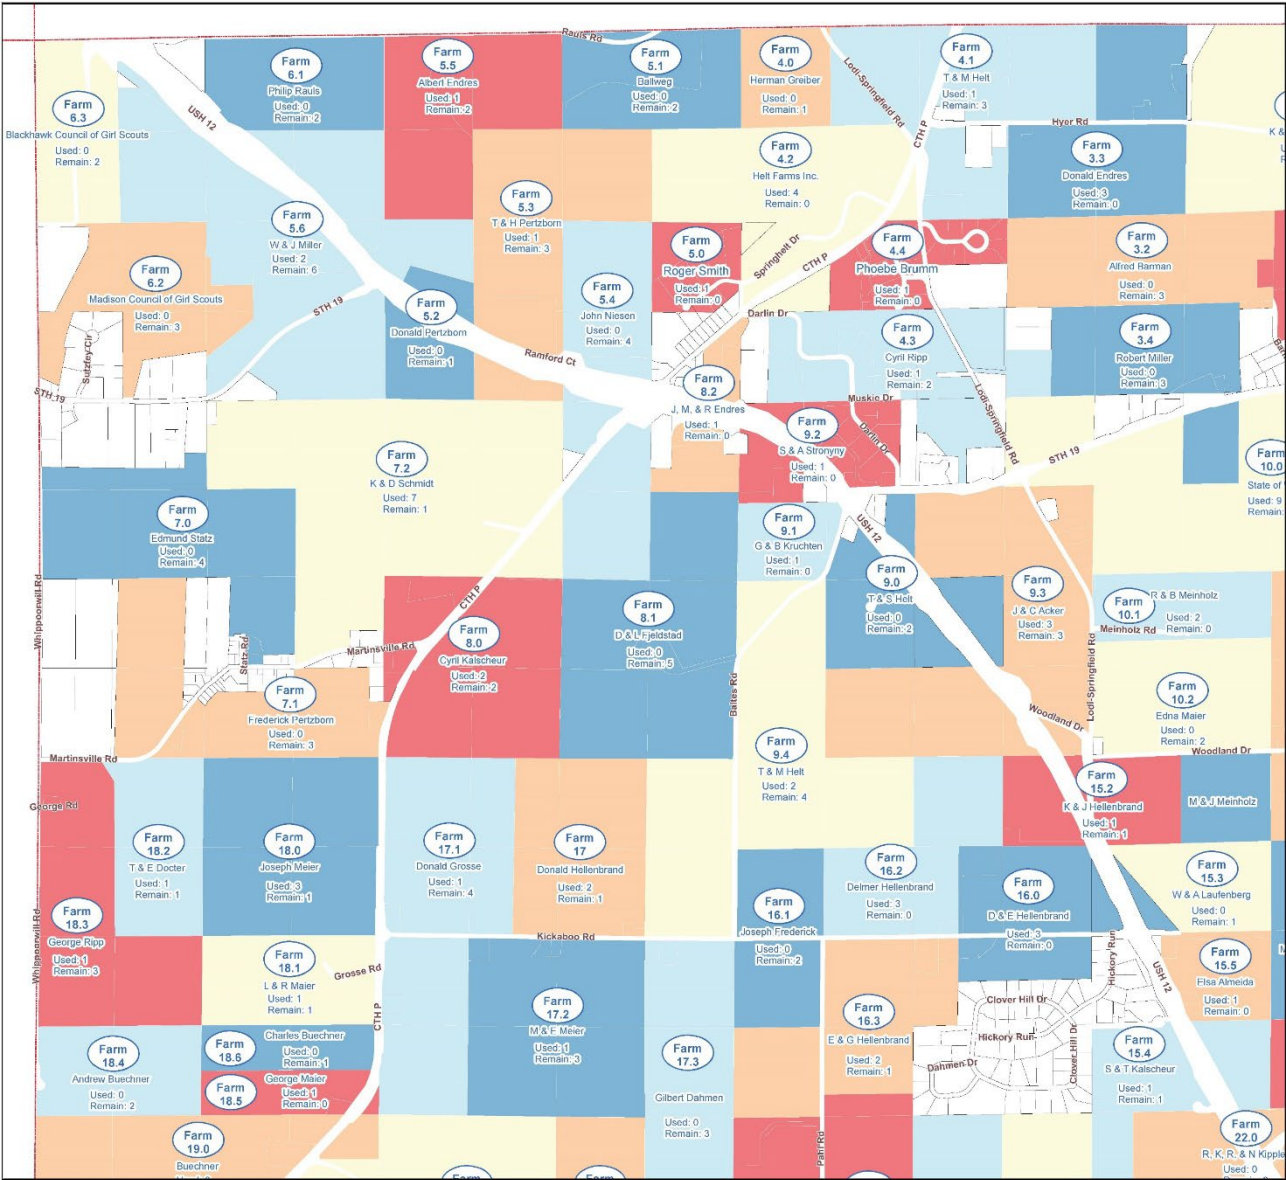 Rauls Rd
Farm
6.1
Philip Rauls
Used: 0
Remain: 2
Farm
5.5
Albert Endres
Used: 1
Remain: 2
Farm
5.1
Ballweg
Used: 0
Remain: 2
Farm
4.0
Herman Greiber
Used: 0
Remain: 1
Lodi-Springfield Rd
Farm
4.1
T & M Helt
Used: 1
Remain: 3
Farm
6.3
Blackhawk Council of Girl Scouts
Used: 0
Remain: 2
USH 12
CTH P
Hyer Rd
K &
Farm
4.2
Helt Farms Inc.
Used: 4
Remain: 0
Farm
3.3
Donald Endres
Used: 3
Remain: 0
Farm
5.6
W & J Miller
Used: 2
Remain: 6
Farm
5.3
T & H Pertzborn
Used: 1
Remain: 3
Farm
5.0
Roger Smith
Used: 1
Remain: 0
Springhelt Dr
CTH P
Farm
4.4
Phoebe Brumm
Used: 1
Remain: 0
Farm
3.2
Alfred Barman
Used: 0
Remain: 3
Farm
6.2
Madison Council of Girl Scouts
Used: 0
Remain: 3
STH 19
Farm
5.2
Donald Pertzborn
Used: 0
Remain: 1
Farm
5.4
John Niesen
Used: 0
Remain: 4
Darlin Dr
Farm
4.3
Cyril Ripp
Used: 1
Remain: 2
Farm
3.4
Robert Miller
Used: 0
Remain: 3
Sutzley Cir
STH 19
Ramford Ct
Farm
8.2
J, M, & R Endres
Used: 1
Remain: 0
Muskie Dr
Darlin Dr
Lodi-Springfield Rd
Farm
9.2
S & A Stronyny
Used: 1
Remain: 0
STH 19
Farm
10.0
State of
Used: 9
Remain:
Farm
7.2
K & D Schmidt
Used: 7
Remain: 1
Farm
7.0
Edmund Statz
Used: 0
Remain: 4
Farm
9.1
G & B Kruchten
Used: 1
Remain: 0
USH 12
Farm
9.0
T & S Helt
Used: 0
Remain: 2
Farm
9.3
J & C Acker
Used: 3
Remain: 3
Farm
10.1
R & B Meinholz
Used: 2
Remain: 0
Meinholz Rd
Whippoorwill Rd
CTH P
Farm
8.1
D & L Fjeldstad
Used: 0
Remain: 5
Statz Rd
Martinsville Rd
Farm
8.0
Cyril Kalscheur
Used: 2
Remain: 2
Farm
7.1
Frederick Pertzborn
Used: 0
Remain: 3
Baltes Rd
Lodi-Springfield Rd
Farm
10.2
Edna Maier
Used: 0
Remain: 2
Woodland Dr
Woodland Dr
Martinsville Rd
Farm
9.4
T & M Helt
Used: 2
Remain: 4
Farm
15.2
K & J Hellenbrand
Used: 1
Remain: 1
M & J Meinholz
George Rd
Farm
18.2
T & E Docter
Used: 1
Remain: 1
Farm
18.0
Joseph Meier
Used: 3
Remain: 1
Farm
17.1
Donald Grosse
Used: 1
Remain: 4
Farm
17
Donald Hellenbrand
Used: 2
Remain: 1
Farm
16.2
Delmer Hellenbrand
Used: 3
Remain: 0
Farm
15.3
W & A Laufenberg
Used: 0
Remain: 1
Whippoorwill Rd
Farm
18.3
George Ripp
Used: 1
Remain: 3
Farm
16.1
Joseph Frederick
Used: 0
Remain: 2
Farm
16.0
D & E Hellenbrand
Used: 3
Remain: 0
Kickaboo Rd
Farm
18.1
L & R Maier
Used: 1
Remain: 1
Grosse Rd
Hickory Run
USH 12
Farm
15.5
Elsa Almeida
Used: 1
Remain: 0
CTH P
Farm
17.2
M & F Meier
Used: 1
Remain: 3
Farm
16.3
E & G Hellenbrand
Used: 2
Remain: 1
Clover Hill Dr
Hickory Run
Clover Hill Dr
Dahmen Dr
Farm
18.4
Andrew Buechner
Used: 0
Remain: 2
Farm
18.6
Charles Buechner
Used: 0
Remain: 1
Farm
18.5
George Maier
Used: 1
Remain: 0
Farm
17.3
Gilbert Dahmen
Used: 0
Remain: 3
Farm
15.4
S & T Kalscheur
Used: 1
Remain: 1
Farm
19.0
Buechner
Pahl Rd
Farm
22.0
R, K, R, & N Kipple
Used: 0
Farm
Farm